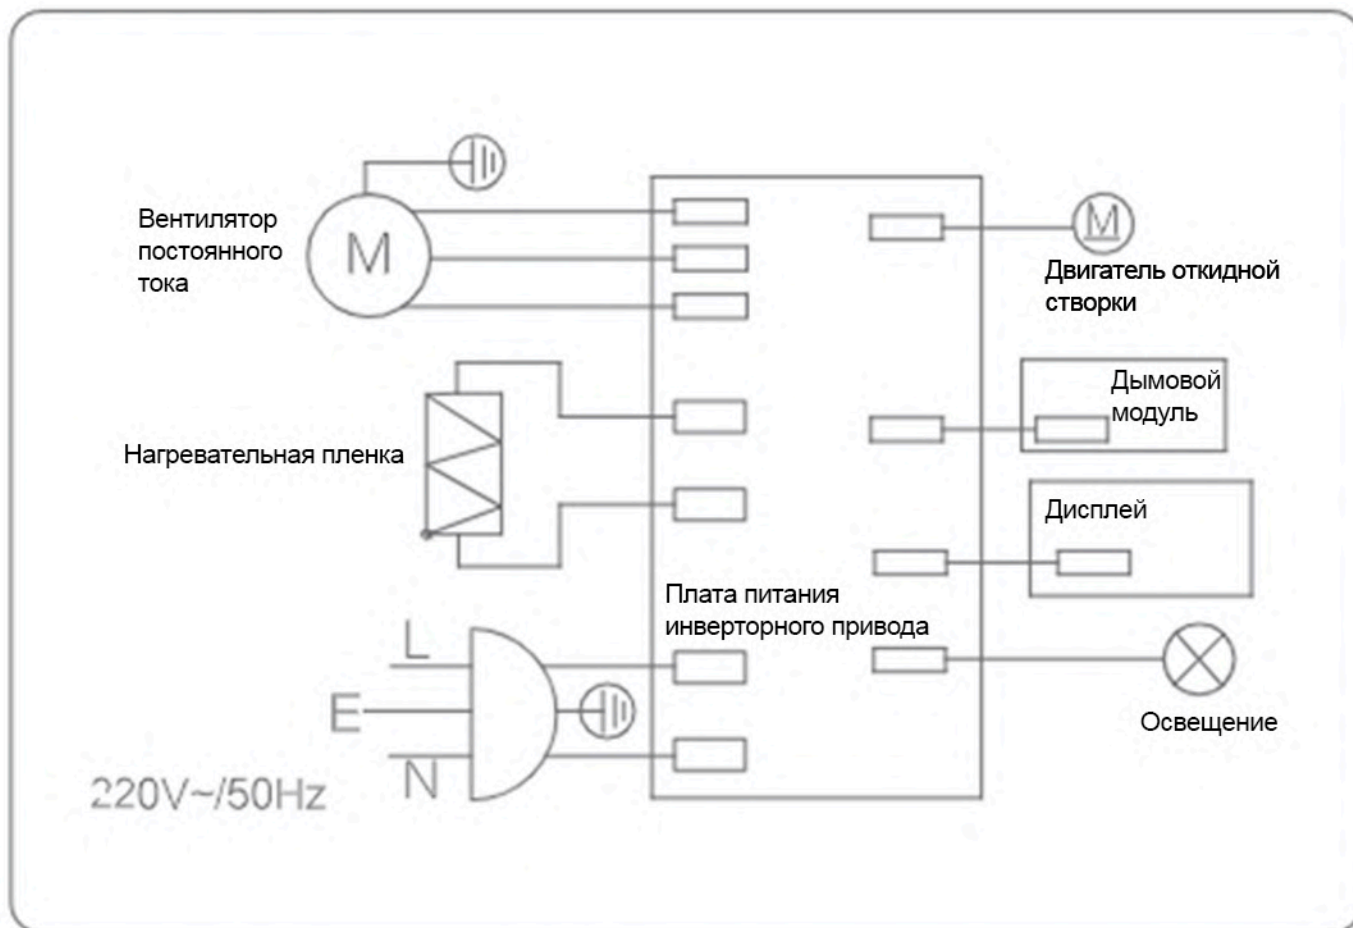 Вентилятор
постоянного
тока
M
M
Двигатель откидной
створки
Дымовой
модуль
Нагревательная пленка
Дисплей
Плата питания
инверторного привода
L
E
N
220V~/50Hz
Освещение